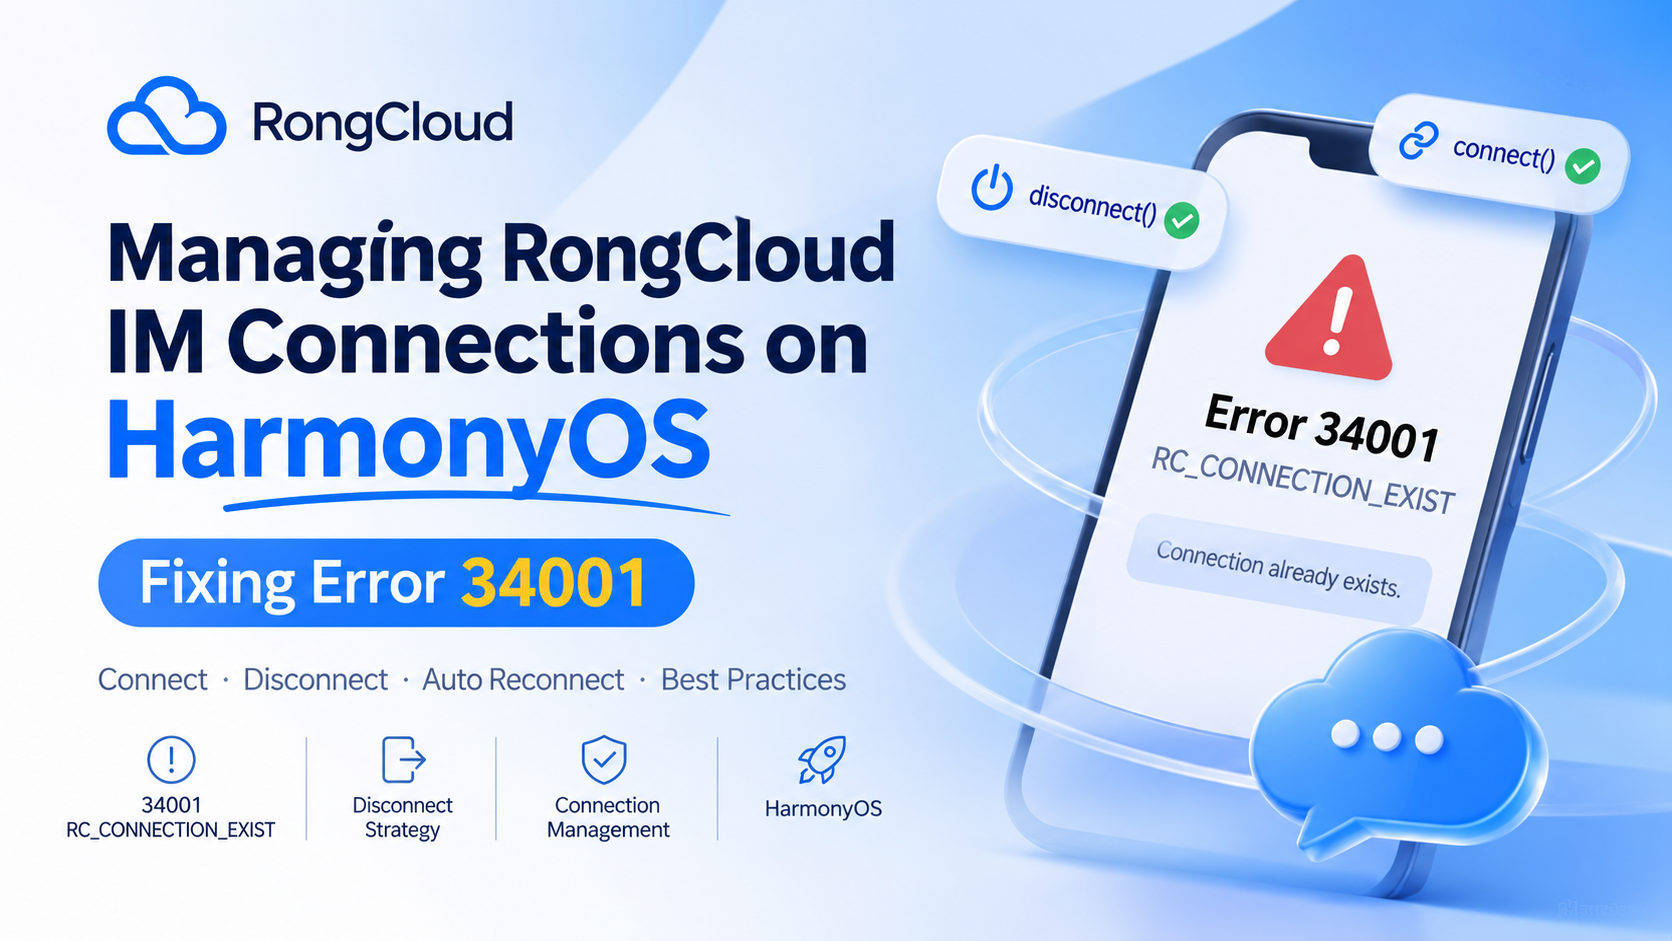 RongCloud
Managing RongCloud
IM Connections on
HarmonyOS
Fixing Error 34001
Connect · Disconnect · Auto Reconnect · Best Practices
34001
RC_CONNECTION_EXIST
Disconnect
Strategy
Connection
Management
HarmonyOS
disconnect()
connect()
Error 34001
RC_CONNECTION_EXIST
Connection already exists.